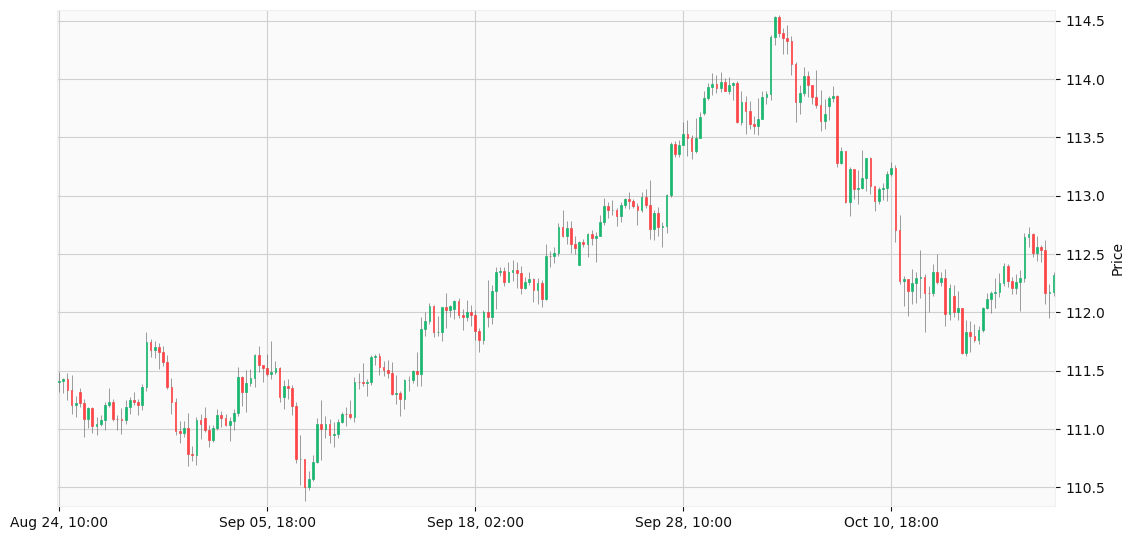 114.5
114.0
113.5
113.0
112.5
112.0
111.5
111.0
110.5
Price
Aug 24, 10:00
Sep 05, 18:00
Sep 18, 02:00
Sep 28, 10:00
Oct 10, 18:00